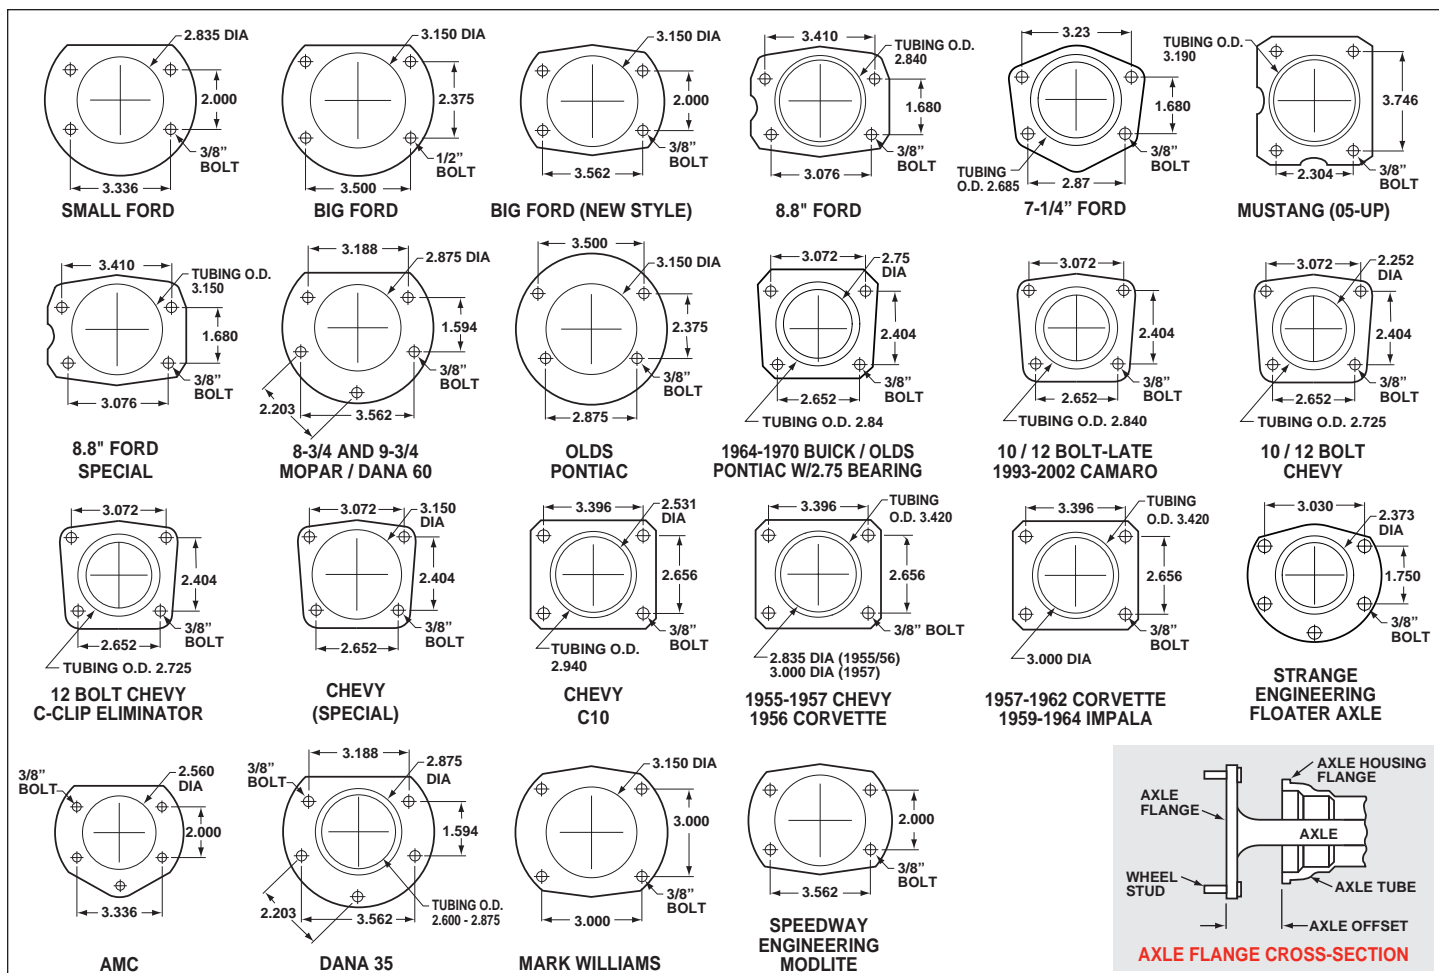 2.835 DIA
2.000
3/8”
BOLT
3.336
SMALL FORD
3.150 DIA
2.375
1/2”
BOLT
3.500
BIG FORD
3.150 DIA
2.000
3/8”
BOLT
3.562
BIG FORD (NEW STYLE)
3.410
TUBING O.D.
2.840
1.680
3/8”
BOLT
3.076
8.8" FORD
3.23
1.680
3/8”
BOLT
TUBING
O.D. 2.685
2.87
7-1/4” FORD
TUBING O.D.
3.190
3.746
3/8”
BOLT
2.304
MUSTANG (05-UP)
3.410
TUBING O.D.
3.150
1.680
3/8”
BOLT
3.076
8.8" FORD
SPECIAL
3.188
2.875 DIA
1.594
3/8”
BOLT
2.203
3.562
8-3/4 AND 9-3/4
MOPAR / DANA 60
3.500
3.150 DIA
2.375
3/8”
BOLT
2.875
OLDS
PONTIAC
3.072
2.75
DIA
2.404
3/8”
BOLT
2.652
TUBING O.D. 2.84
1964-1970 BUICK / OLDS
PONTIAC W/2.75 BEARING
3.072
2.404
3/8”
BOLT
2.652
TUBING O.D. 2.840
10 / 12 BOLT-LATE
1993-2002 CAMARO
3.072
2.252
DIA
2.404
3/8”
BOLT
2.652
TUBING O.D. 2.725
10 / 12 BOLT
CHEVY
3.072
2.404
3/8”
BOLT
2.652
TUBING O.D. 2.725
12 BOLT CHEVY
C-CLIP ELIMINATOR
3.072
3.150
DIA
2.404
3/8”
BOLT
2.652
CHEVY
(SPECIAL)
3.396
2.531
DIA
2.656
3/8”
BOLT
TUBING O.D.
2.940
CHEVY
C10
3.396
TUBING
O.D. 3.420
2.656
3/8” BOLT
2.835 DIA (1955/56)
3.000 DIA (1957)
1955-1957 CHEVY
1956 CORVETTE
3.396
TUBING
O.D. 3.420
2.656
3/8”
BOLT
3.000 DIA
1957-1962 CORVETTE
1959-1964 IMPALA
3.030
2.373
DIA
1.750
3/8”
BOLT
STRANGE
ENGINEERING
FLOATER AXLE
3/8”
BOLT
2.560
DIA
2.000
3.336
AMC
3/8”
BOLT
3.188
2.875
DIA
1.594
2.203
3.562
TUBING O.D.
2.600 - 2.875
DANA 35
3.150 DIA
3.000
3/8”
BOLT
3.000
MARK WILLIAMS
3.150 DIA
2.000
3/8”
BOLT
3.562
SPEEDWAY
ENGINEERING
MODLITE
AXLE HOUSING
FLANGE
AXLE
FLANGE
AXLE
WHEEL
STUD
AXLE TUBE
AXLE OFFSET
AXLE FLANGE CROSS-SECTION